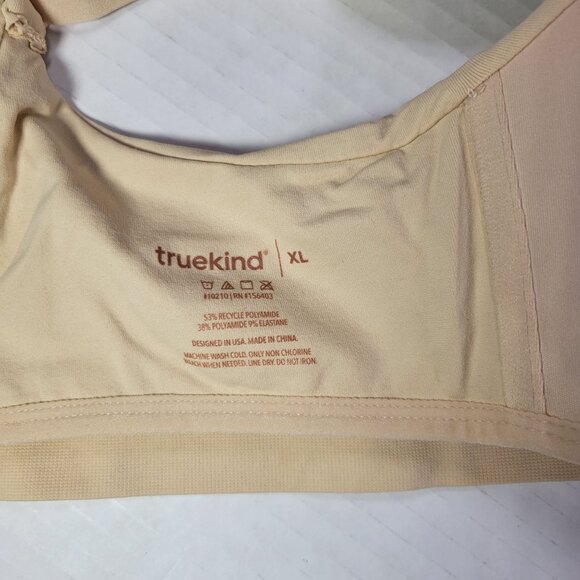 truekind® | XL
#10210 | RN #156403
53% RECYCLE POLYAMIDE
38% POLYAMIDE 9% ELASTANE
DESIGNED IN USA. MADE IN CHINA.
MACHINE WASH COLD. ONLY NON CHLORINE
BLEACH WHEN NEEDED. LINE DRY. DO NOT IRON.